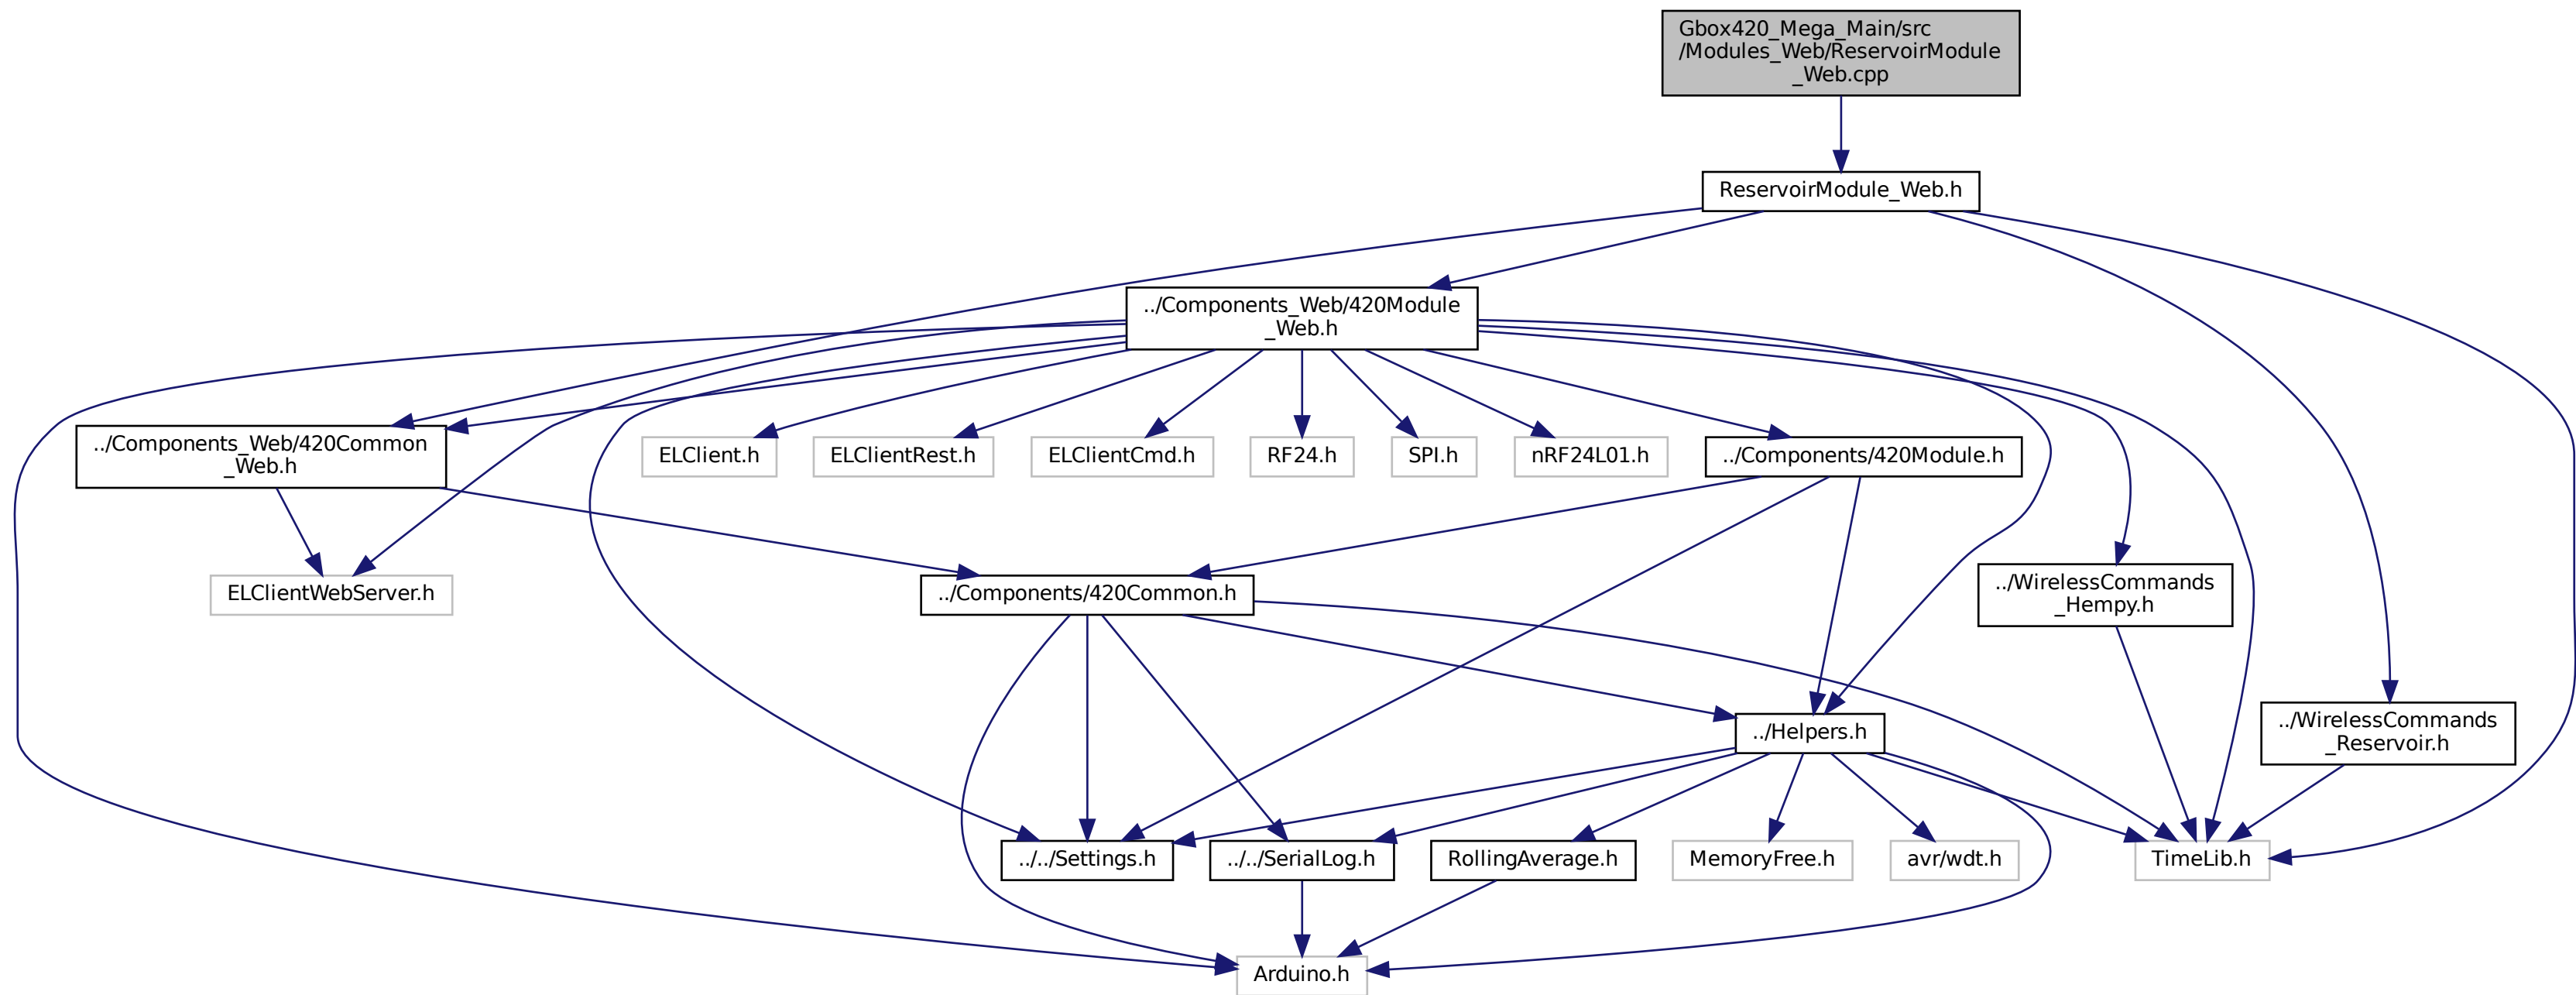 Gbox420_Mega_Main/src
/Modules_Web/ReservoirModule
_Web.cpp
ReservoirModule_Web.h
../Components_Web/420Module
_Web.h
../Components_Web/420Common
_Web.h
ELClient.h
ELClientRest.h
ELClientCmd.h
RF24.h
SPI.h
nRF24L01.h
../Components/420Module.h
ELClientWebServer.h
../Components/420Common.h
../WirelessCommands
_Hempy.h
../Helpers.h
../WirelessCommands
_Reservoir.h
../../Settings.h
../../SerialLog.h
RollingAverage.h
MemoryFree.h
avr/wdt.h
TimeLib.h
Arduino.h